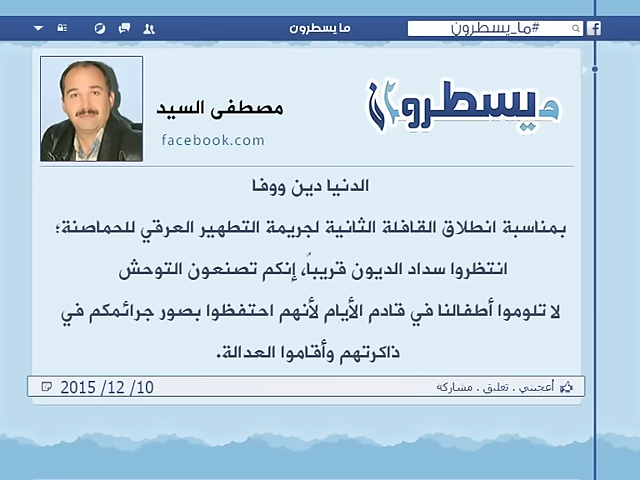 ما يسطرون
#ما_يسطرون
ما يسطرون
مصطفى السيد
facebook.com
الدنيا دين ووفا
بمناسبة انطلاق القافلة الثانية لجريمة التطهير العرقي للحماصنة؛
انتظروا سداد الديون قريباً، إنكم تصنعون التوحش
لا تلوموا أطفالنا في قادم الأيام لأنهم احتفظوا بصور جرائمكم في
ذاكرتهم وأقاموا العدالة.
أعجبني . تعليق . مشاركة
2015 /12 /10